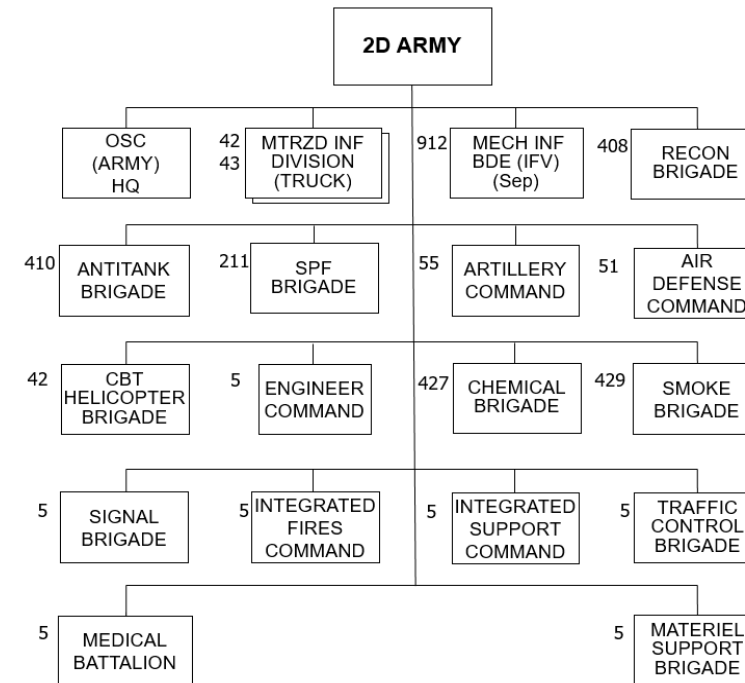 2D ARMY
OSC
(ARMY)
HQ
42
43
MTRZD INF
DIVISION
(TRUCK)
912
MECH INF
BDE (IFV)
(Sep)
408
RECON
BRIGADE
410
ANTITANK
BRIGADE
211
SPF
BRIGADE
55
ARTILLERY
COMMAND
51
AIR
DEFENSE
COMMAND
42
CBT
HELICOPTER
BRIGADE
5
ENGINEER
COMMAND
427
CHEMICAL
BRIGADE
429
SMOKE
BRIGADE
5
SIGNAL
BRIGADE
5
INTEGRATED
FIRES
COMMAND
5
INTEGRATED
SUPPORT
COMMAND
5
TRAFFIC
CONTROL
BRIGADE
5
MEDICAL
BATTALION
5
MATERIEL
SUPPORT
BRIGADE